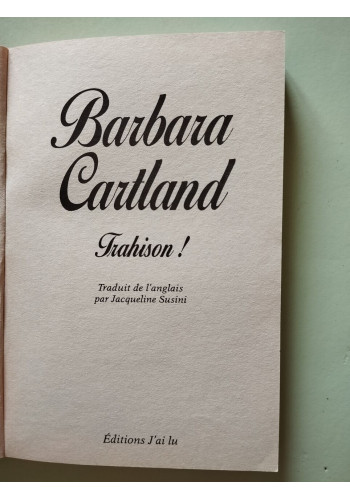 Barbara
Cartland
Trahison !
Traduit de l'anglais
par Jacqueline Susini
Éditions J'ai lu